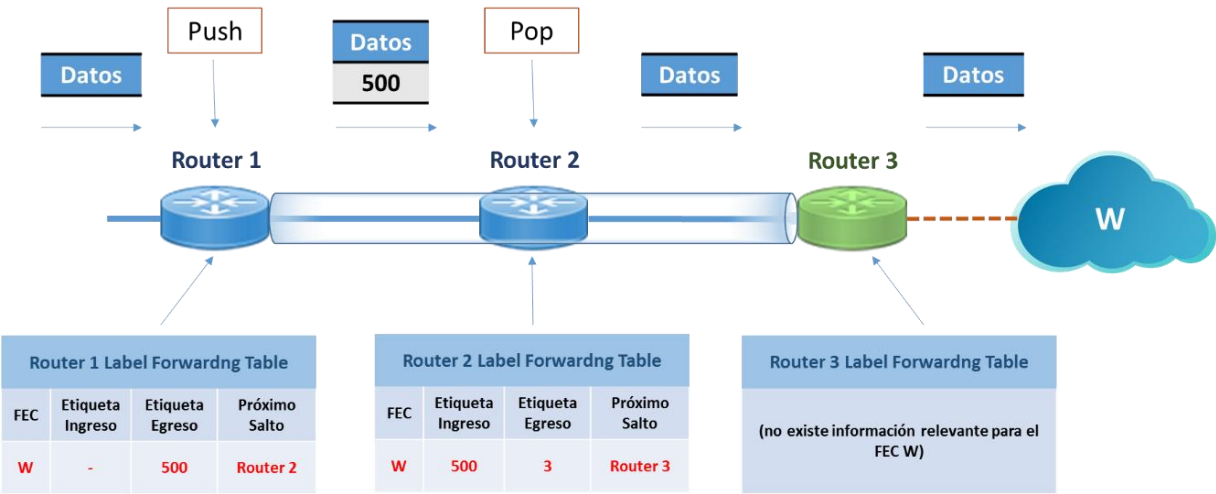 Push
Pop
Datos
Datos
500
Datos
Datos
Router 1
Router 2
Router 3
W
Router 1 Label Forwardng Table
FEC
Etiqueta
Ingreso
Etiqueta
Egreso
Próximo
Salto
W
-
500
Router 2
Router 2 Label Forwardng Table
FEC
Etiqueta
Ingreso
Etiqueta
Egreso
Próximo
Salto
W
500
3
Router 3
Router 3 Label Forwardng Table
(no existe información relevante para el
FEC W)